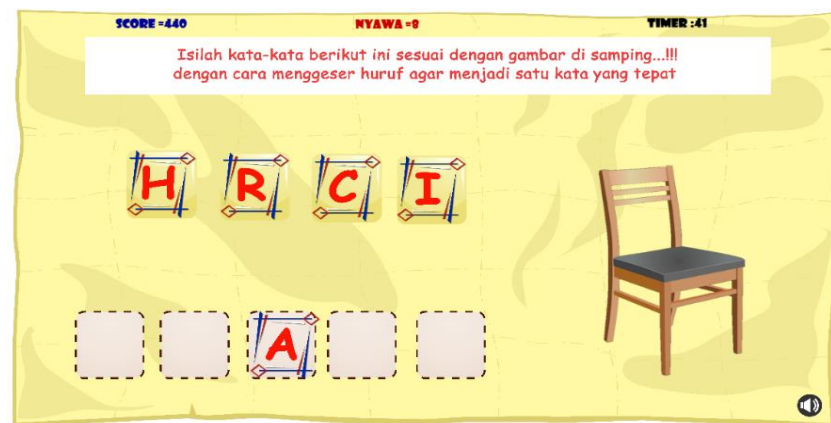 SCORE =440 NYAWA =8 TIMER :41
Isilah kata-kata berikut ini sesuai dengan gambar di samping...!!!
dengan cara menggeser huruf agar menjadi satu kata yang tepat
H R C I
A